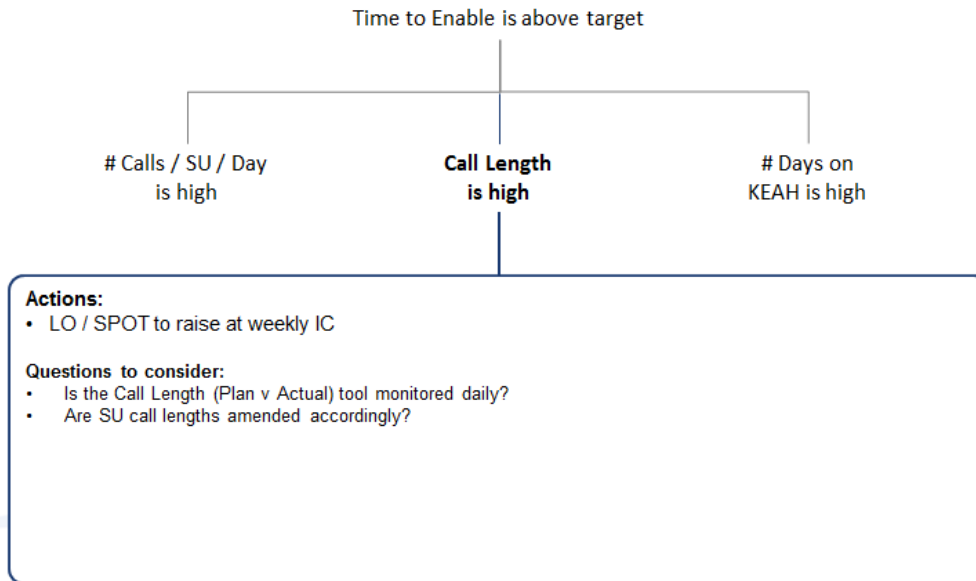 Time to Enable is above target
# Calls / SU / Day
is high
Call Length
is high
# Days on
KEAH is high
Actions:
• LO / SPOT to raise at weekly IC
Questions to consider:
• Is the Call Length (Plan v Actual) tool monitored daily?
• Are SU call lengths amended accordingly?